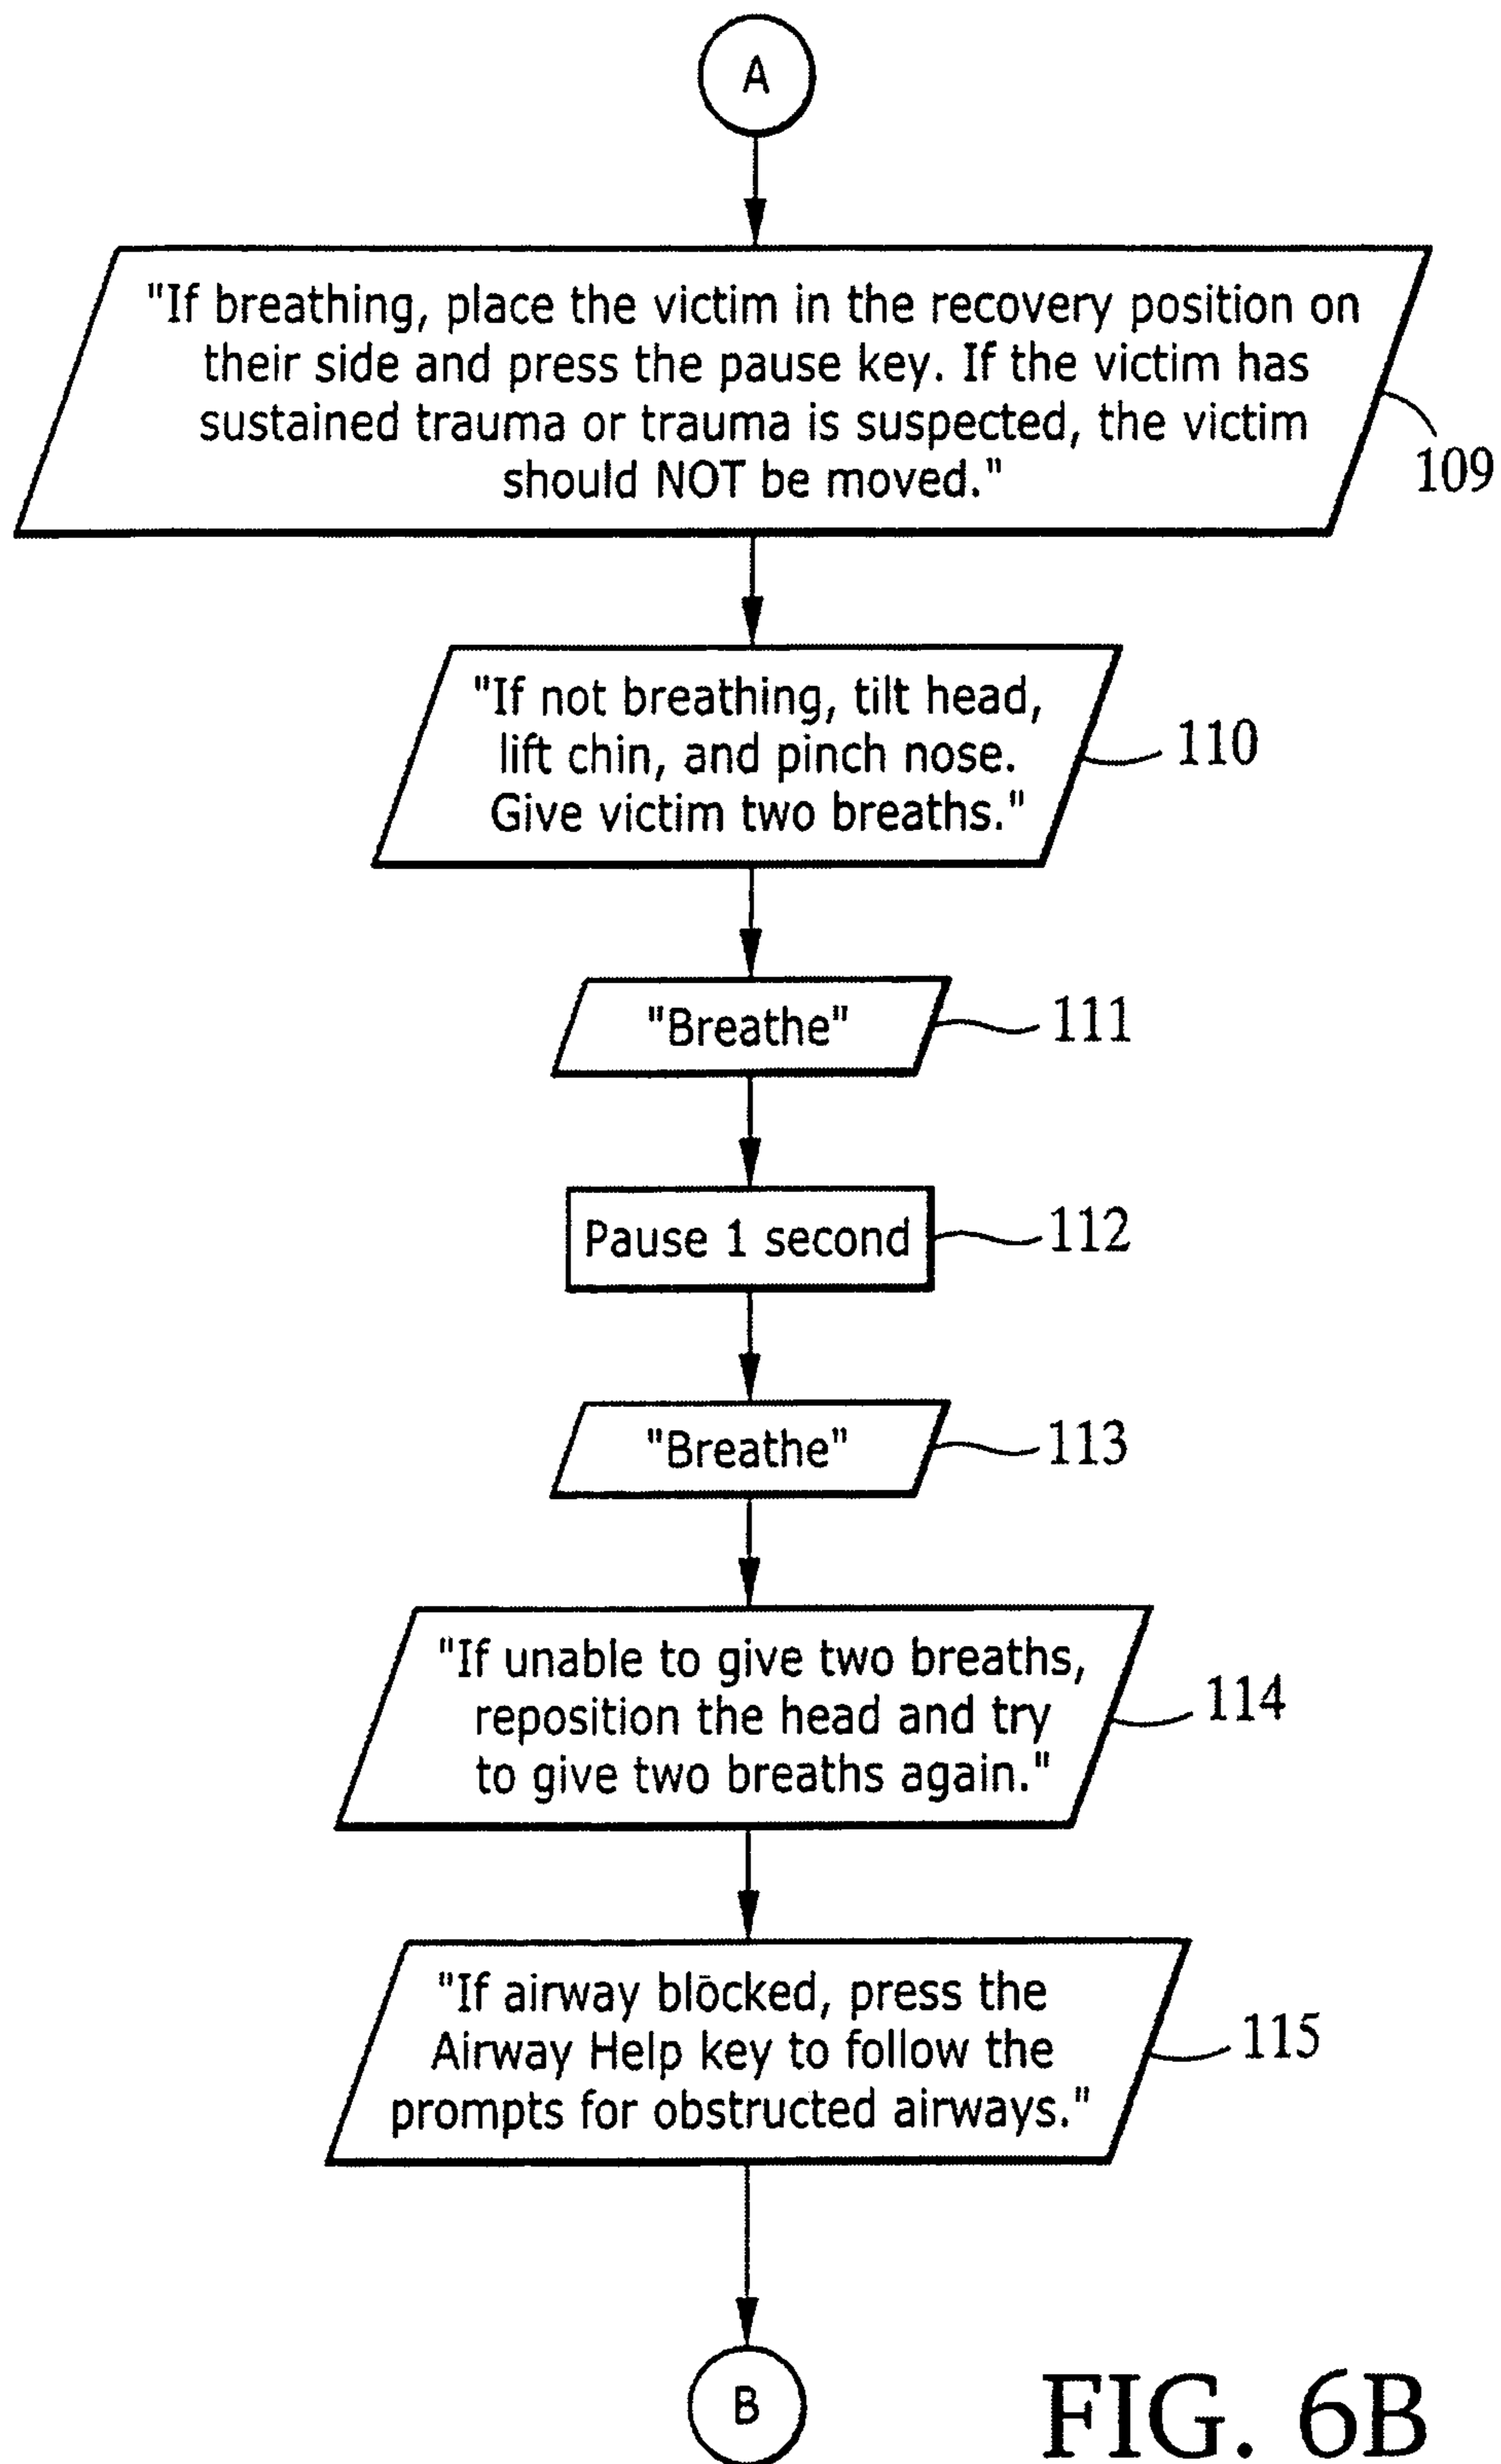 A
"If breathing, place the victim in the recovery position on
their side and press the pause key. If the victim has
sustained trauma or trauma is suspected, the victim
should NOT be moved."
109
"If not breathing, tilt head,
lift chin, and pinch nose.
Give victim two breaths."
110
"Breathe"
111
Pause 1 second
112
"Breathe"
113
"If unable to give two breaths,
reposition the head and try
to give two breaths again."
114
"If airway blocked, press the
Airway Help key to follow the
prompts for obstructed airways."
115
B
FIG. 6B